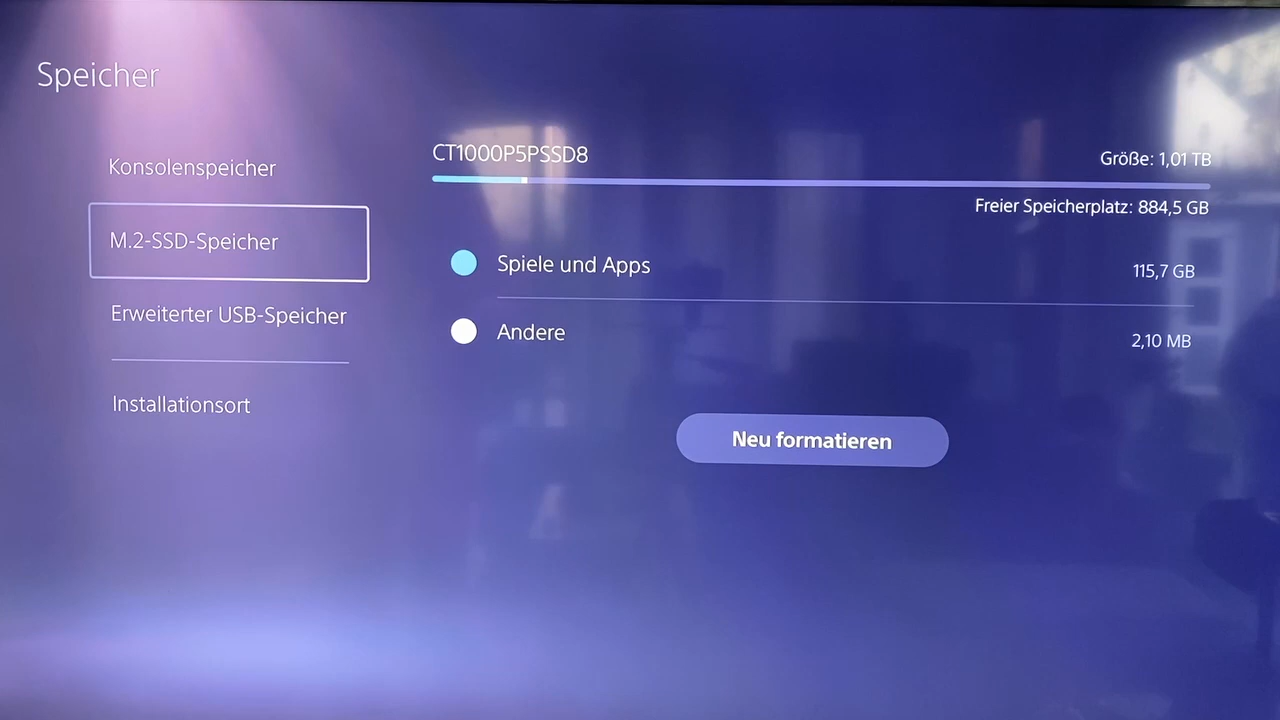 Speicher
Konsolenspeicher
M.2-SSD-Speicher
Erweiterter USB-Speicher
Installationsort
CT1000P5PSSD8
Größe: 1,01 TB
Freier Speicherplatz: 884,5 GB
Spiele und Apps
115,7 GB
Andere
2,10 MB
Neu formatieren